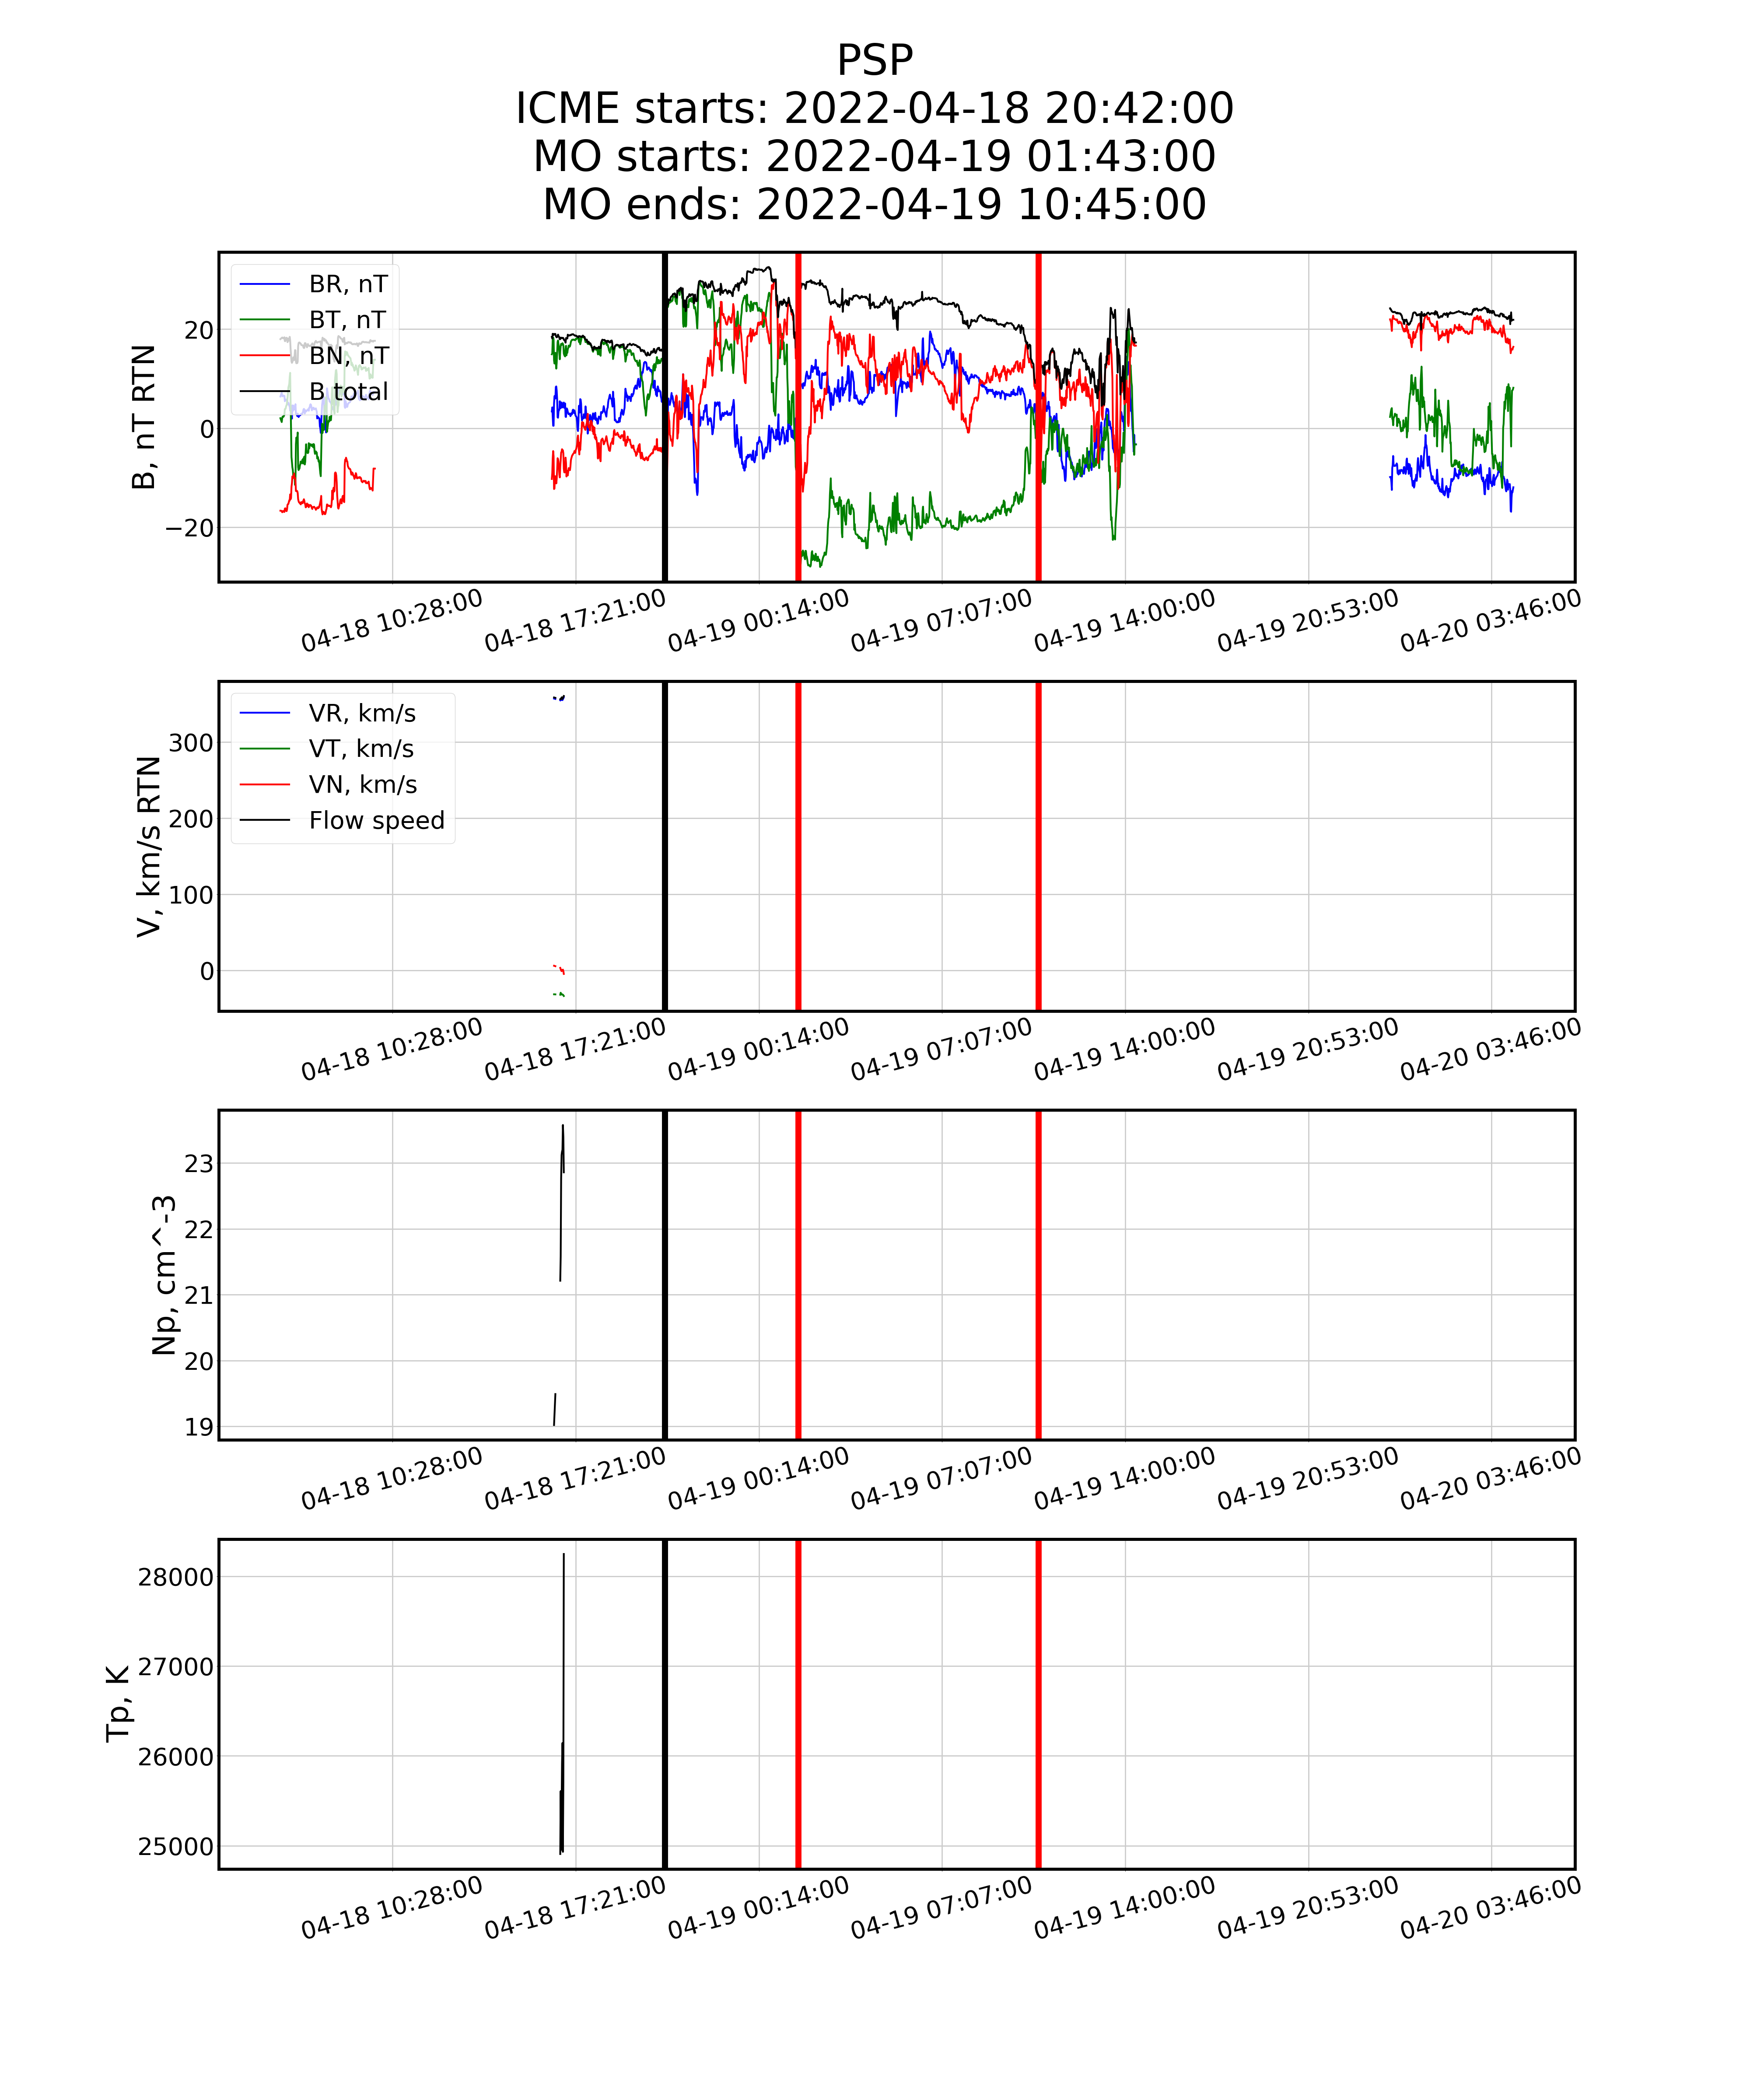 PSP
ICME starts: 2022-04-18 20:42:00
MO starts: 2022-04-19 01:43:00
MO ends: 2022-04-19 10:45:00
B, nT RTN
20
0
−20
BR, nT
BT, nT
BN, nT
B total
04-18 10:28:00
04-18 17:21:00
04-19 00:14:00
04-19 07:07:00
04-19 14:00:00
04-19 20:53:00
04-20 03:46:00
V, km/s RTN
300
200
100
0
VR, km/s
VT, km/s
VN, km/s
Flow speed
04-18 10:28:00
04-18 17:21:00
04-19 00:14:00
04-19 07:07:00
04-19 14:00:00
04-19 20:53:00
04-20 03:46:00
Np, cm^-3
23
22
21
20
19
04-18 10:28:00
04-18 17:21:00
04-19 00:14:00
04-19 07:07:00
04-19 14:00:00
04-19 20:53:00
04-20 03:46:00
Tp, K
28000
27000
26000
25000
04-18 10:28:00
04-18 17:21:00
04-19 00:14:00
04-19 07:07:00
04-19 14:00:00
04-19 20:53:00
04-20 03:46:00